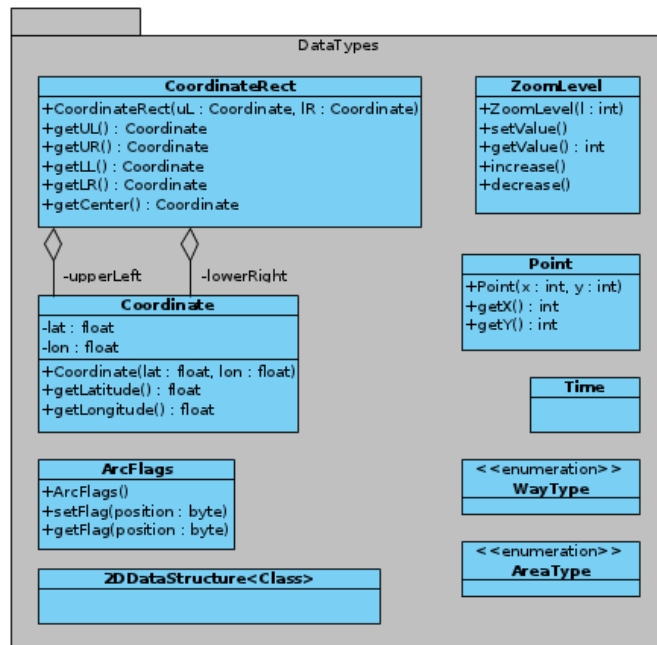 DataTypes
CoordinateRect
+CoordinateRect(uL : Coordinate, lR : Coordinate)
+getUL() : Coordinate
+getUR() : Coordinate
+getLL() : Coordinate
+getLR() : Coordinate
+getCenter() : Coordinate
-upperLeft
-lowerRight
Coordinate
-lat : float
-lon : float
+Coordinate(lat : float, lon : float)
+getLatitude() : float
+getLongitude() : float
ArcFlags
+ArcFlags()
+setFlag(position : byte)
+getFlag(position : byte)
2DDataStructure<Class>
ZoomLevel
+ZoomLevel(l : int)
+setValue()
+getValue() : int
+increase()
+decrease()
Point
+Point(x : int, y : int)
+getX() : int
+getY() : int
Time
<<enumeration>>
WayType
<<enumeration>>
AreaType